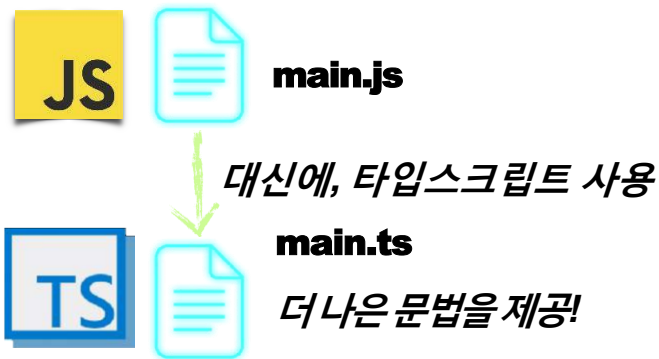 JS
main.js
대신에, 타입스크립트 사용
main.ts
TS
더 나은 문법을 제공!